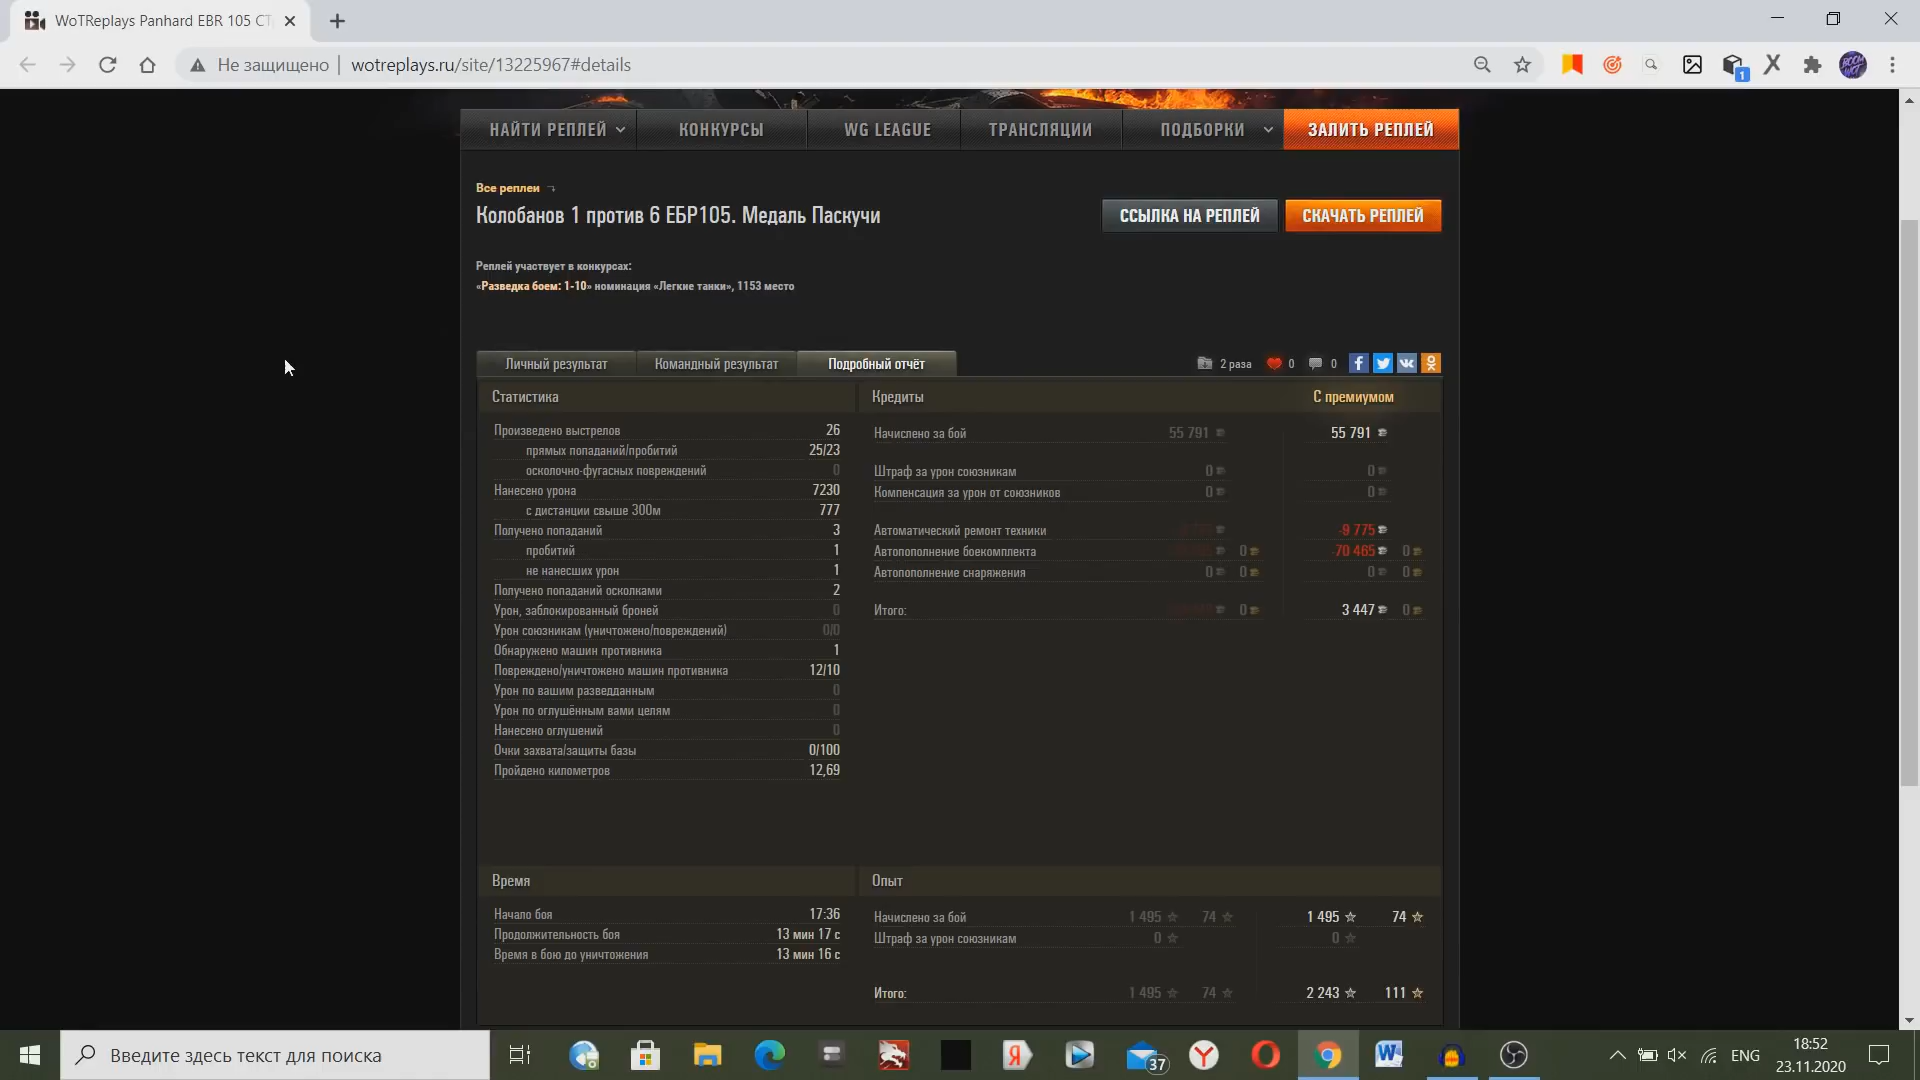 WoTReplays Panhard EBR 105 СТ
Не защищено
wotreplays.ru/site/13225967#details
1
НАЙТИ РЕПЛЕЙ
КОНКУРСЫ
WG LEAGUE
ТРАНСЛЯЦИИ
ПОДБОРКИ
ЗАЛИТЬ РЕПЛЕЙ
Все реплеи
Колобанов 1 против 6 ЕБР105. Медаль Паскучи
ССЫЛКА НА РЕПЛЕЙ
СКАЧАТЬ РЕПЛЕЙ
Реплей участвует в конкурсах:
«Разведка боем: 1-10» номинация «Легкие танки», 1153 место
Личный результат
Командный результат
Подробный отчёт
2 раза
0
0
Статистика
Произведено выстрелов 26
прямых попаданий/пробитий 25/23
осколочно-фугасных повреждений 0
Нанесено урона 7230
с дистанции свыше 300м 777
Получено попаданий 3
пробитий 1
не нанесших урон 1
Получено попаданий осколками 2
Урон, заблокированный броней 0
Урон союзникам (уничтожено/повреждений) 0/0
Обнаружено машин противника 1
Повреждено/уничтожено машин противника 12/10
Урон по вашим разведданным 0
Урон по оглушённым вами целям 0
Нанесено оглушений 0
Очки захвата/защиты базы 0/100
Пройдено километров 12,69
Кредиты
С премиумом
Начислено за бой 55 791 55 791
Штраф за урон союзникам 0 0
Компенсация за урон от союзников 0 0
Автоматический ремонт техники -9 775
Автопополнение боекомплекта 0 -70 465 0
Автопополнение снаряжения 0 0 0 0
Итого: 0 3 447 0
Время
Начало боя 17:36
Продолжительность боя 13 мин 17 с
Время в бою до уничтожения 13 мин 16 с
Опыт
Начислено за бой 1 495 74 1 495 74
Штраф за урон союзникам 0 0
Итого: 1 495 74 2 243 111
Введите здесь текст для поиска
37
ENG
18:52
23.11.2020